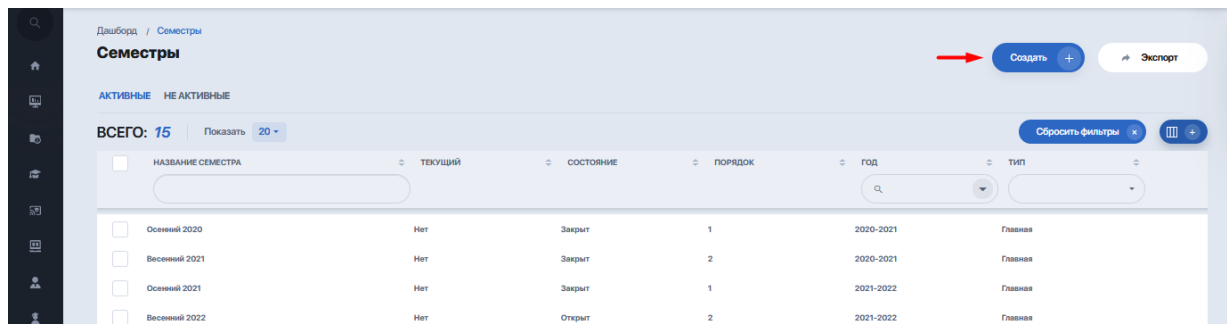 Дашборд / Семестры
Семестры
Создать +
Экспорт
АКТИВНЫЕ НЕ АКТИВНЫЕ
ВСЕГО: 15 Показать 20
Сбросить фильтры ×
+
НАЗВАНИЕ СЕМЕСТРА ТЕКУЩИЙ СОСТОЯНИЕ ПОРЯДОК ГОД ТИП
Осенний 2020 Нет Закрыт 1 2020-2021 Главная
Весенний 2021 Нет Закрыт 2 2020-2021 Главная
Осенний 2021 Нет Закрыт 1 2021-2022 Главная
Весенний 2022 Нет Открыт 2 2021-2022 Главная